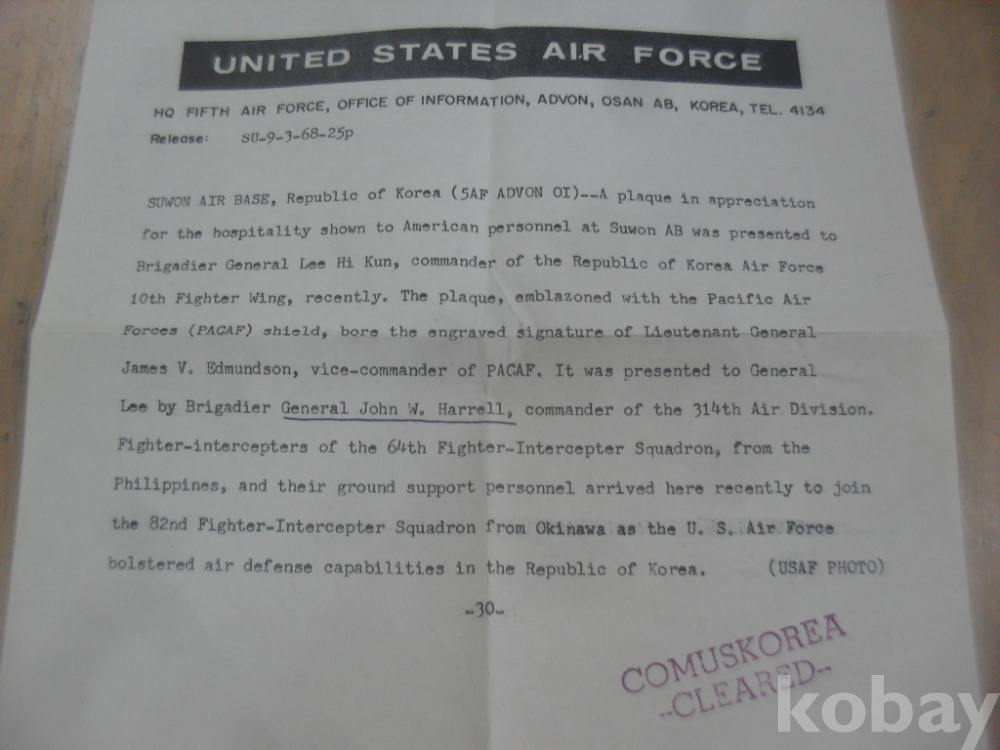 UNITED STATES AIR FORCE
HQ FIFTH AIR FORCE, OFFICE OF INFORMATION, ADVON, OSAN AB, KOREA, TEL. 4134
Release: SU-9-3-68-25p
SUWON AIR BASE, Republic of Korea (5AF ADVON OI)--A plaque in appreciation
for the hospitality shown to American personnel at Suwon AB was presented to
Brigadier General Lee Hi Kun, commander of the Republic of Korea Air Force
10th Fighter Wing, recently. The plaque, emblazoned with the Pacific Air
Forces (PACAF) shield, bore the engraved signature of Lieutenant General
James V. Edmundson, vice-commander of PACAF. It was presented to General
Lee by Brigadier General John W. Harrell, commander of the 314th Air Division.
Fighter-intercepters of the 64th Fighter-Intercepter Squadron, from the
Philippines, and their ground support personnel arrived here recently to join
the 82nd Fighter-Intercepter Squadron from Okinawa as the U. S. Air Force
bolstered air defense capabilities in the Republic of Korea. (USAF PHOTO)
-30-
COMUSKOREA
--CLEARED--
kobay